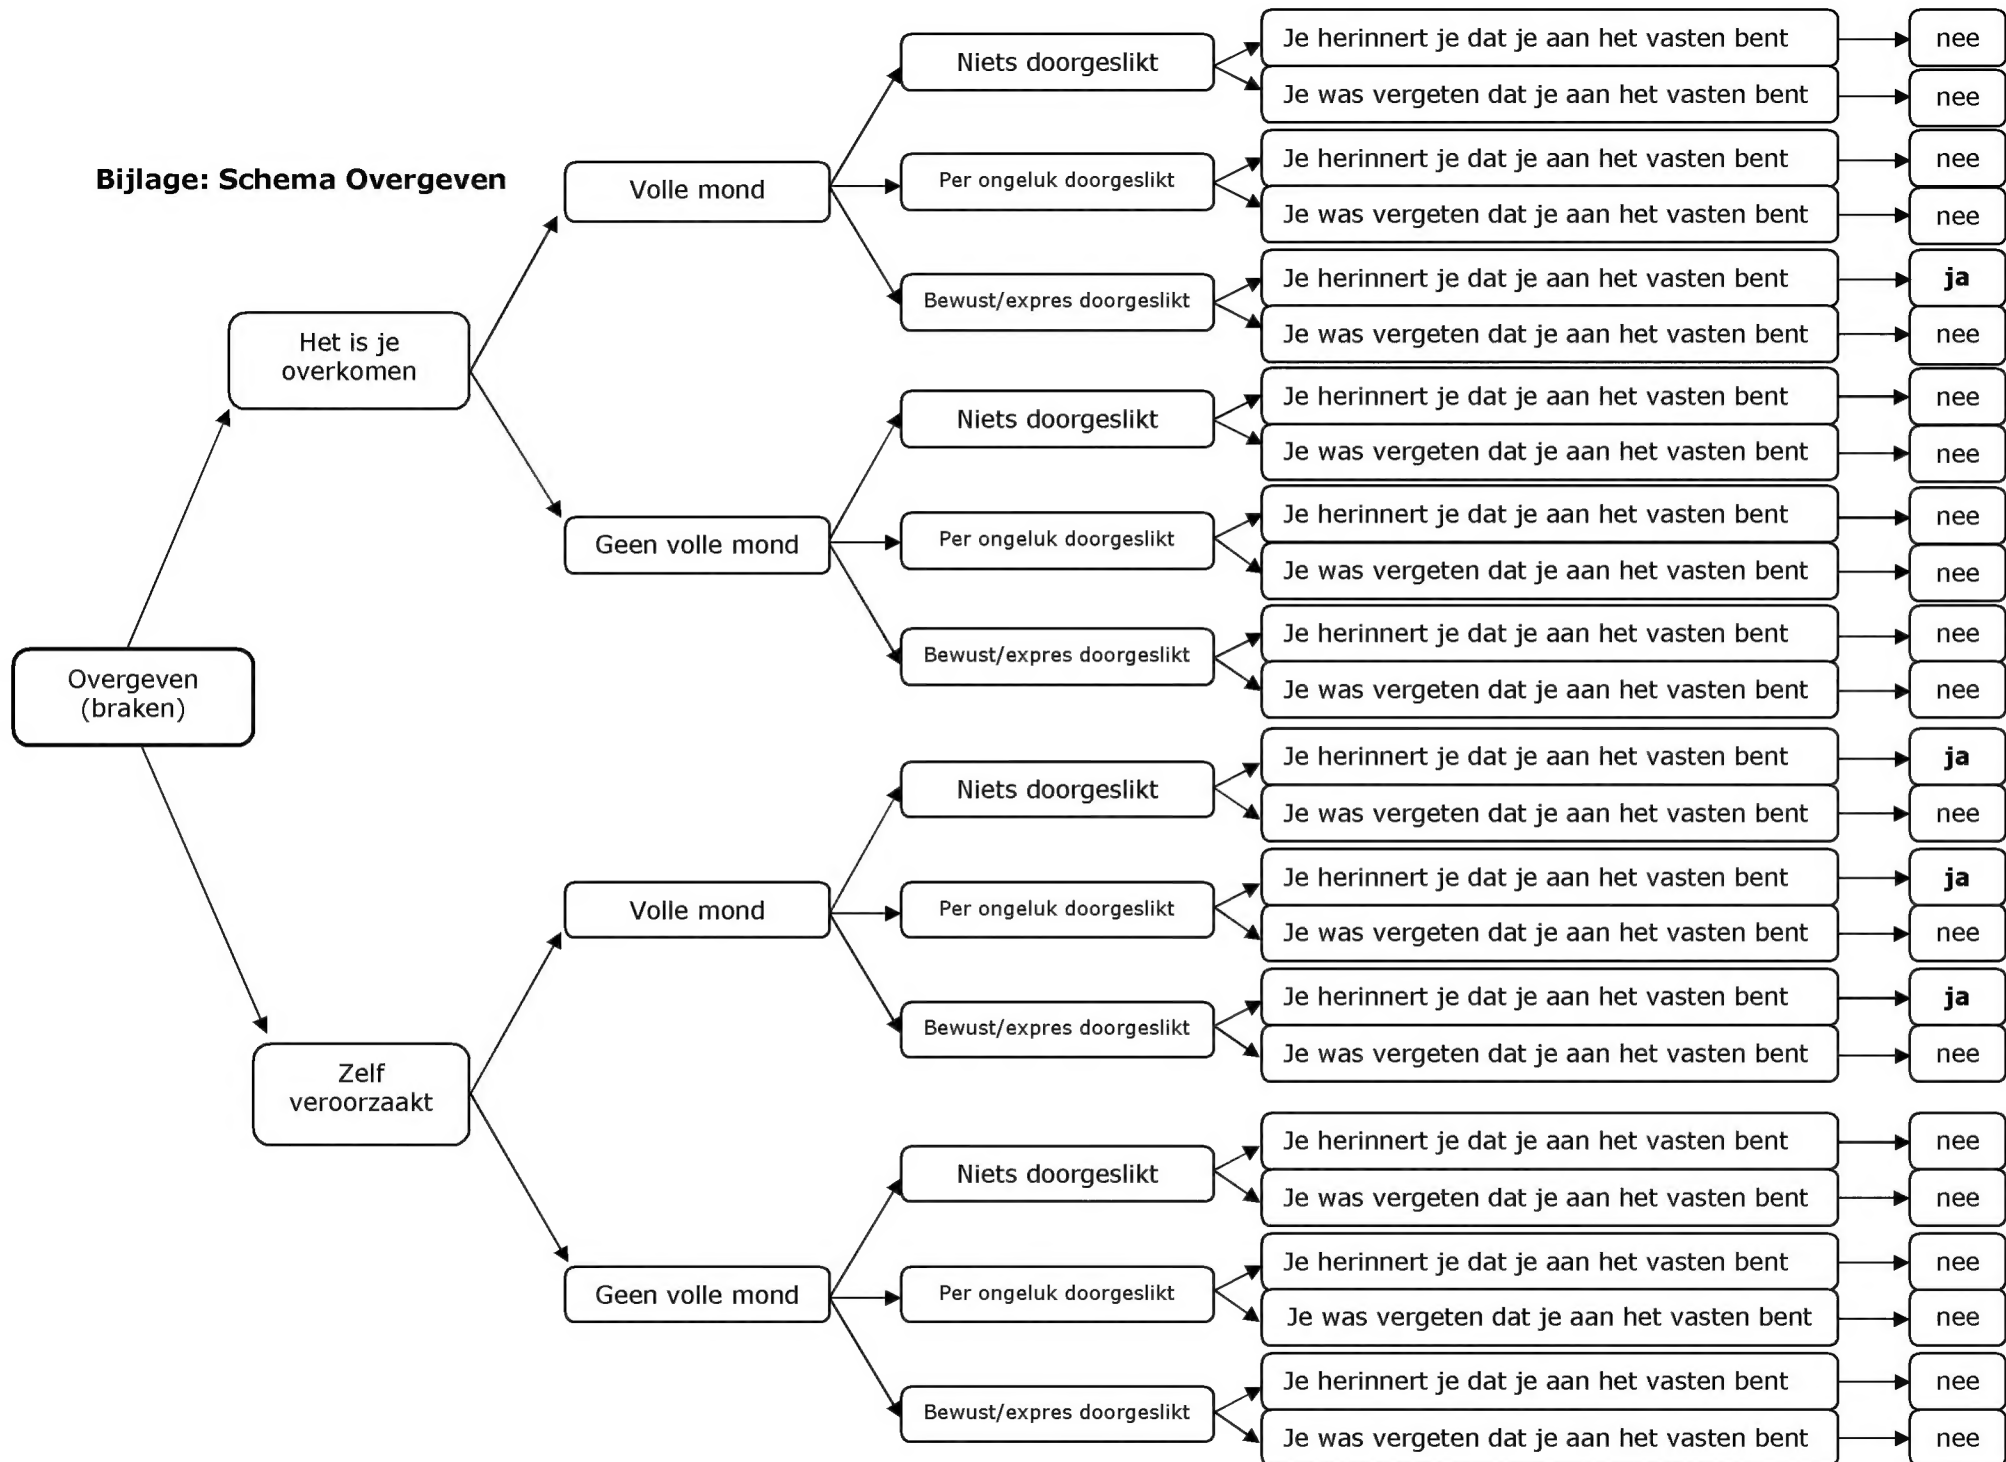 Bijlage: Schema Overgeven
Overgeven
(braken)
Het is je
overkomen
Volle mond
Niets doorgeslikt
Je herinnert je dat je aan het vasten bent
nee
Je was vergeten dat je aan het vasten bent
nee
Per ongeluk doorgeslikt
Je herinnert je dat je aan het vasten bent
nee
Je was vergeten dat je aan het vasten bent
nee
Bewust/expres doorgeslikt
Je herinnert je dat je aan het vasten bent
ja
Je was vergeten dat je aan het vasten bent
nee
Geen volle mond
Niets doorgeslikt
Je herinnert je dat je aan het vasten bent
nee
Je was vergeten dat je aan het vasten bent
nee
Per ongeluk doorgeslikt
Je herinnert je dat je aan het vasten bent
nee
Je was vergeten dat je aan het vasten bent
nee
Bewust/expres doorgeslikt
Je herinnert je dat je aan het vasten bent
nee
Je was vergeten dat je aan het vasten bent
nee
Zelf
veroorzaakt
Volle mond
Niets doorgeslikt
Je herinnert je dat je aan het vasten bent
ja
Je was vergeten dat je aan het vasten bent
nee
Per ongeluk doorgeslikt
Je herinnert je dat je aan het vasten bent
ja
Je was vergeten dat je aan het vasten bent
nee
Bewust/expres doorgeslikt
Je herinnert je dat je aan het vasten bent
ja
Je was vergeten dat je aan het vasten bent
nee
Geen volle mond
Niets doorgeslikt
Je herinnert je dat je aan het vasten bent
nee
Je was vergeten dat je aan het vasten bent
nee
Per ongeluk doorgeslikt
Je herinnert je dat je aan het vasten bent
nee
Je was vergeten dat je aan het vasten bent
nee
Bewust/expres doorgeslikt
Je herinnert je dat je aan het vasten bent
nee
Je was vergeten dat je aan het vasten bent
nee